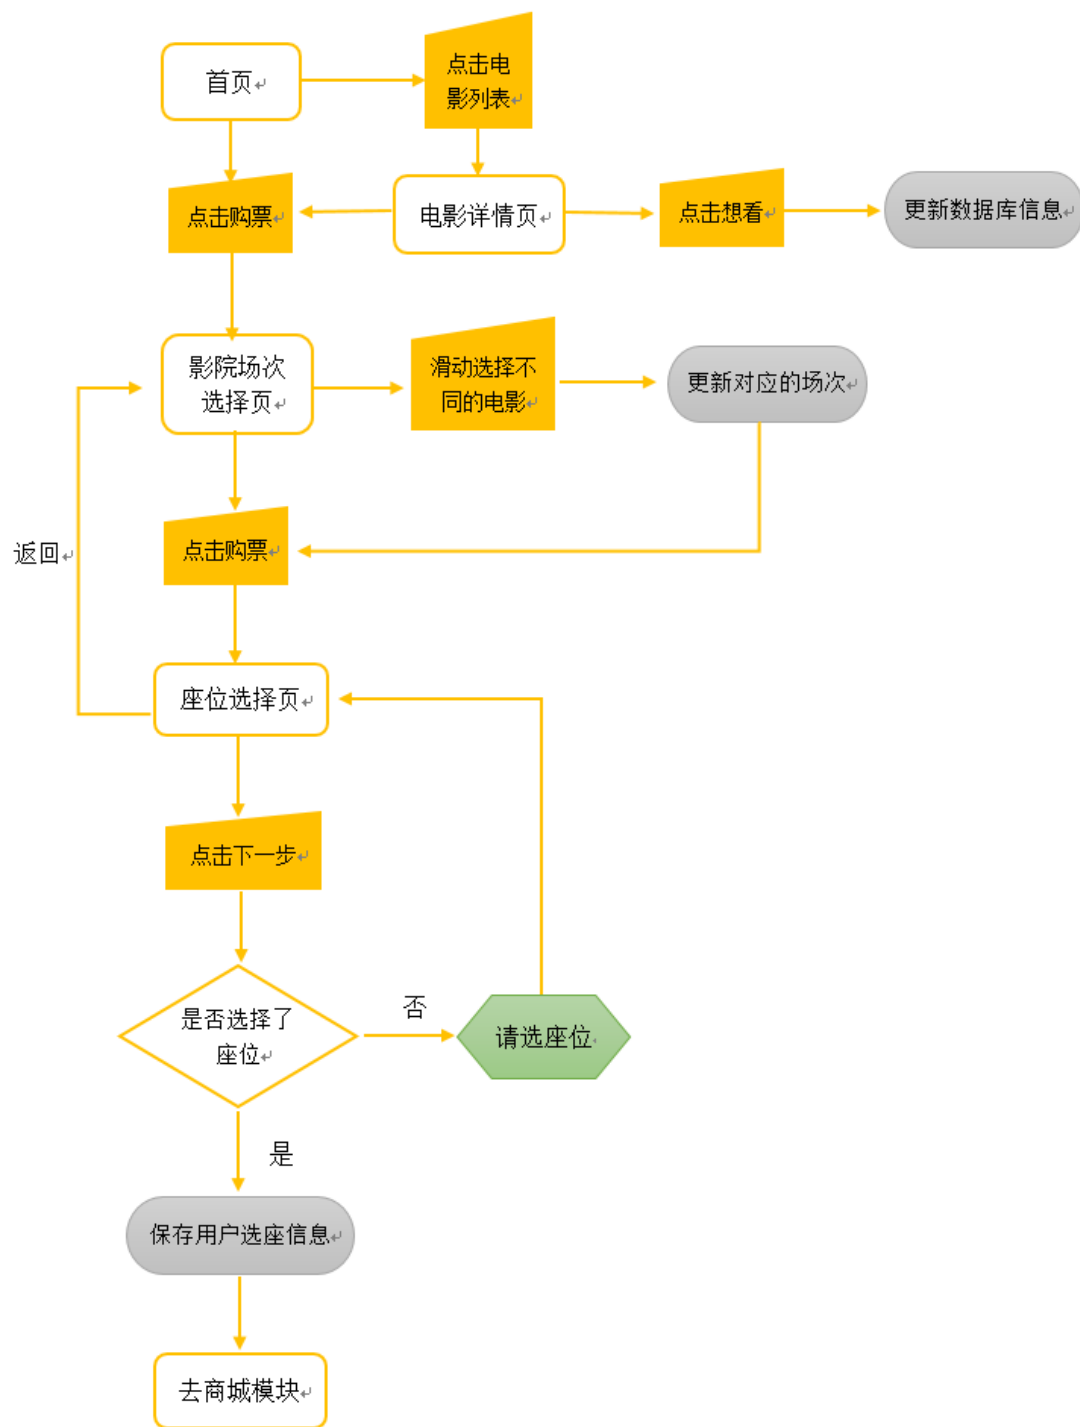 首页
点击电
影列表
点击购票
电影详情页
点击想看
更新数据库信息
影院场次
选择页
滑动选择不
同的电影
更新对应的场次
返回
点击购票
座位选择页
点击下一步
是否选择了
座位
否
请选座位
是
保存用户选座信息
去商城模块